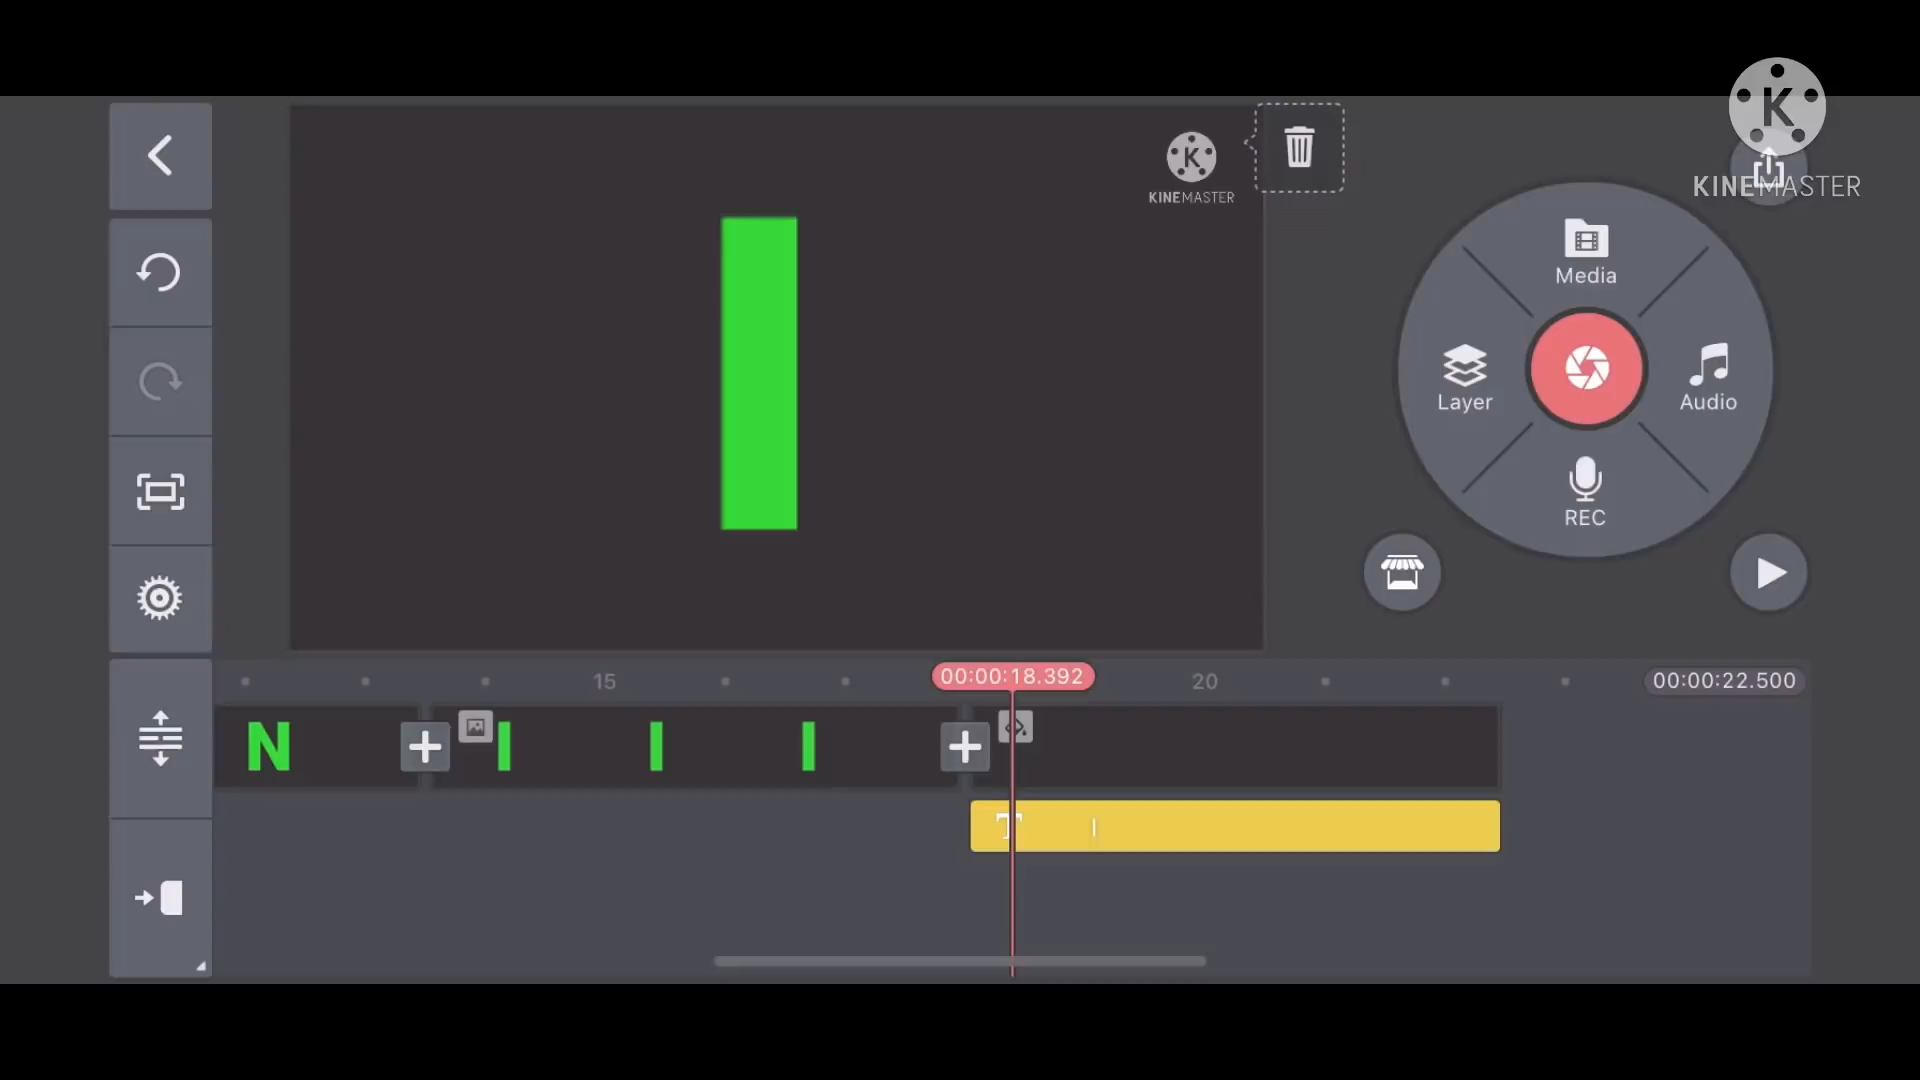 KINEMASTER
KINEMASTER
Media
Layer
Audio
REC
I
15
00:00:18.392
20
00:00:22.500
N
I
I
I
T
I